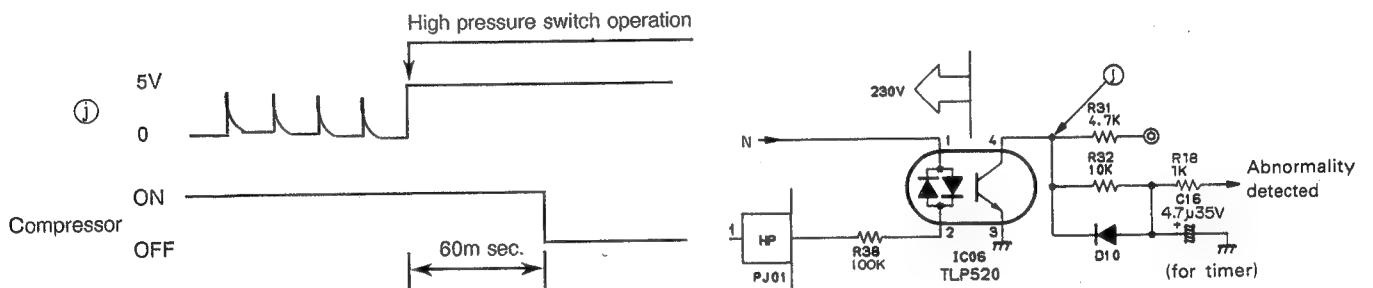 High pressure switch operation
5V
ⓙ
0
ON
Compressor
OFF
60m sec.
230V
ⓙ
R31
4.7K
N
1
4
R32
10K
R18
1K
Abnormality
detected
C16
4.7μ35V
+
1
HP
2
3
R38
100K
IC06
TLP520
D10
(for timer)
PJ01